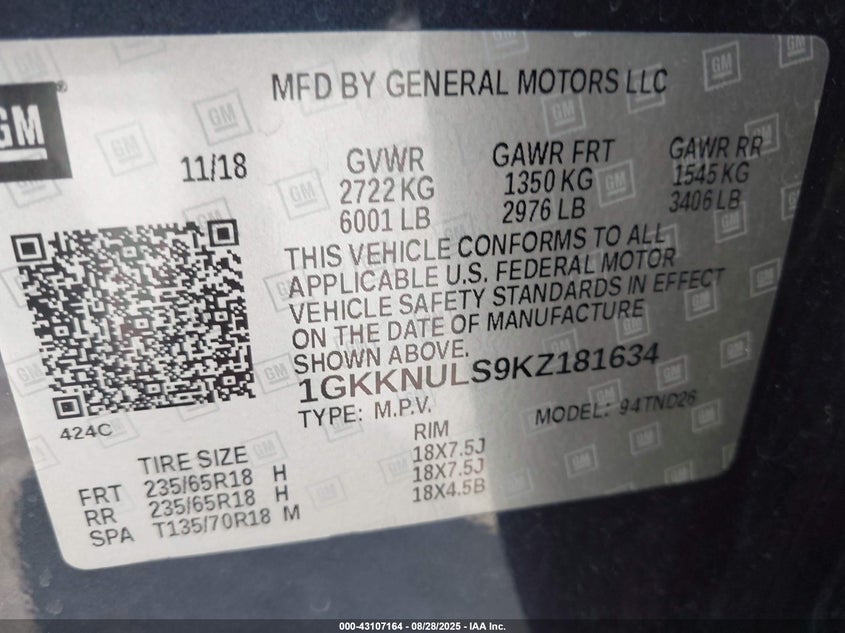 MFD BY GENERAL MOTORS LLC
GM
11/18
GVWR
2722 KG
6001 LB
GAWR FRT
1350 KG
2976 LB
GAWR RR
1545 KG
3406 LB
THIS VEHICLE CONFORMS TO ALL
APPLICABLE U.S. FEDERAL MOTOR
VEHICLE SAFETY STANDARDS IN EFFECT
ON THE DATE OF MANUFACTURE
SHOWN ABOVE.
1GKKNULS9KZ181634
TYPE: M.P.V.
MODEL: 94TND26
424C
TIRE SIZE
RIM
FRT 235/65R18 H 18X7.5J
RR 235/65R18 H 18X7.5J
SPA T135/70R18 M 18X4.5B
000-43107164 | 08/28/2025 - IAA Inc.